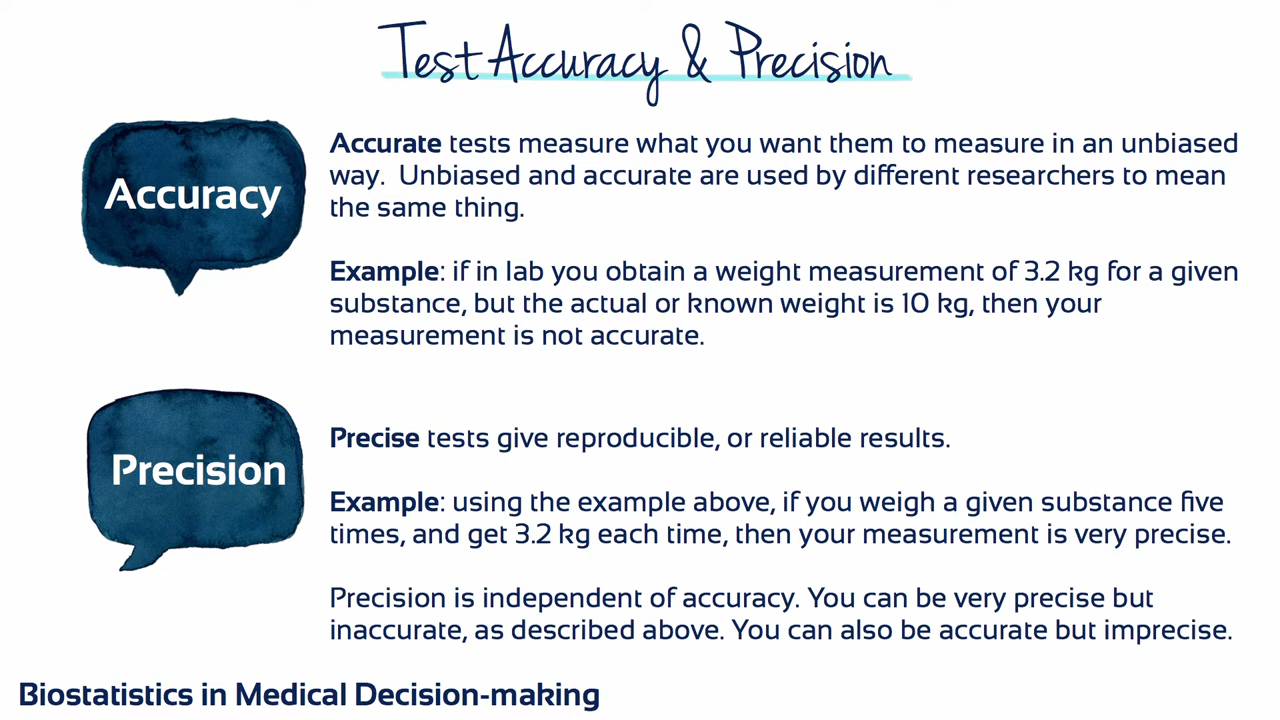 Test Accuracy & Precision
Accuracy
Accurate tests measure what you want them to measure in an unbiased
way.  Unbiased and accurate are used by different researchers to mean
the same thing.
Example: if in lab you obtain a weight measurement of 3.2 kg for a given
substance, but the actual or known weight is 10 kg, then your
measurement is not accurate.
Precision
Precise tests give reproducible, or reliable results.
Example: using the example above, if you weigh a given substance five
times, and get 3.2 kg each time, then your measurement is very precise.
Precision is independent of accuracy. You can be very precise but
inaccurate, as described above. You can also be accurate but imprecise.
Biostatistics in Medical Decision-making